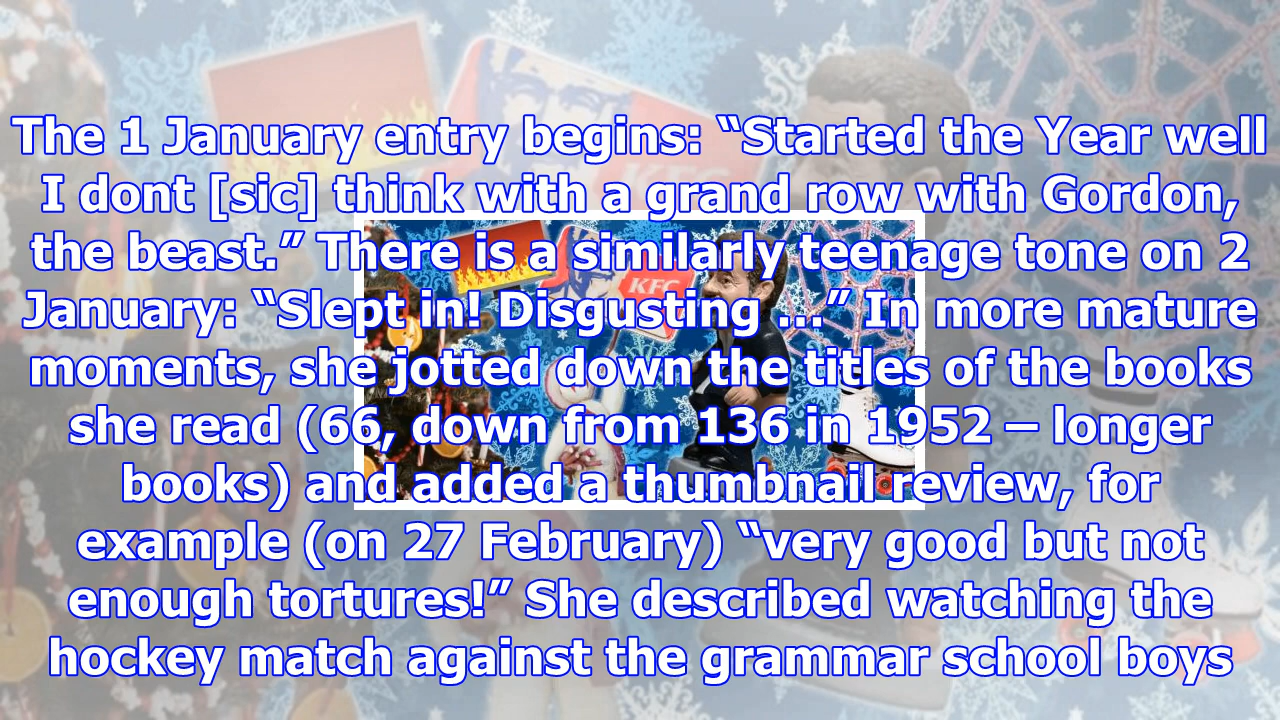 The 1 January entry begins: “Started the Year well
I dont [sic] think with a grand row with Gordon,
the beast.” There is a similarly teenage tone on 2
January: “Slept in! Disgusting ...” In more mature
moments, she jotted down the titles of the books
she read (66, down from 136 in 1952 – longer
books) and added a thumbnail review, for
example (on 27 February) “very good but not
enough tortures!” She described watching the
hockey match against the grammar school boys
KFC